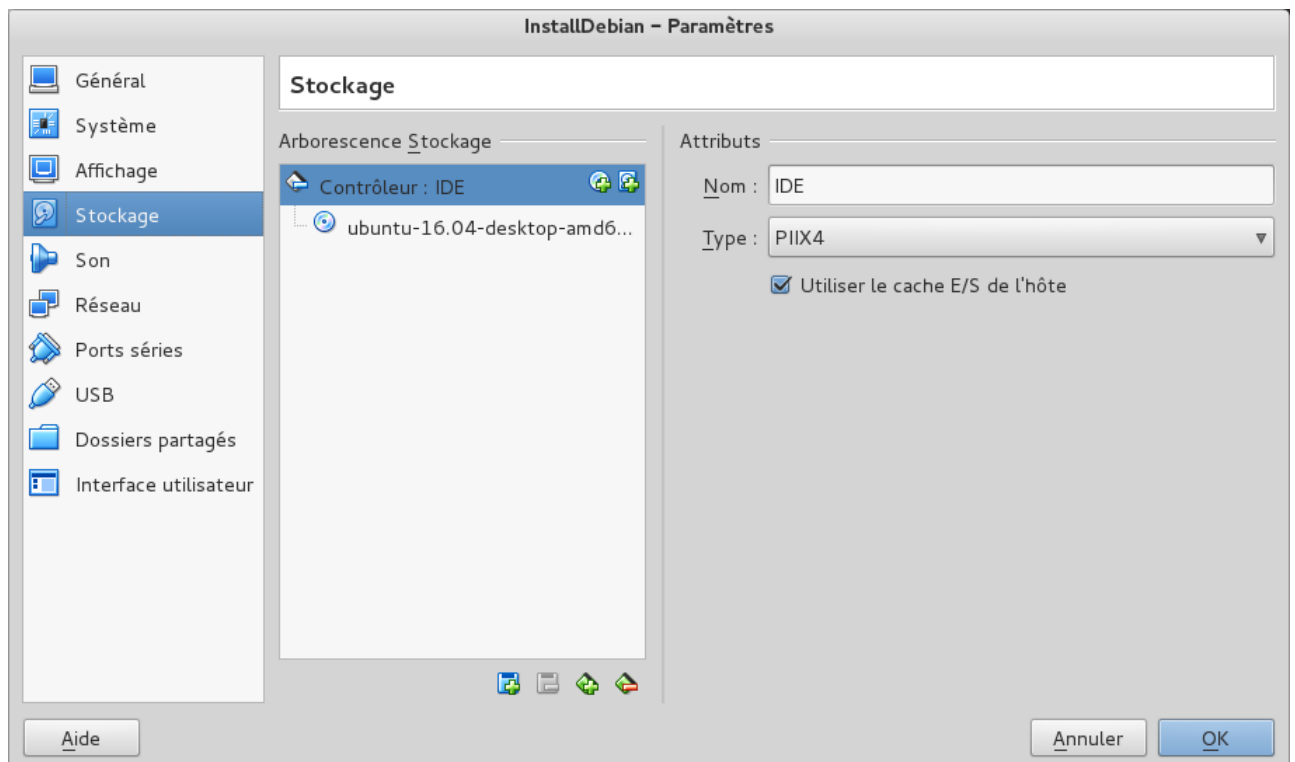 InstallDebian – Paramètres
Général
Système
Affichage
Stockage
Son
Réseau
Ports séries
USB
Dossiers partagés
Interface utilisateur
Stockage
Arborescence Stockage
Contrôleur : IDE
ubuntu-16.04-desktop-amd6...
Attributs
Nom : IDE
Type : PIIX4
Utiliser le cache E/S de l'hôte
Aide
Annuler
OK